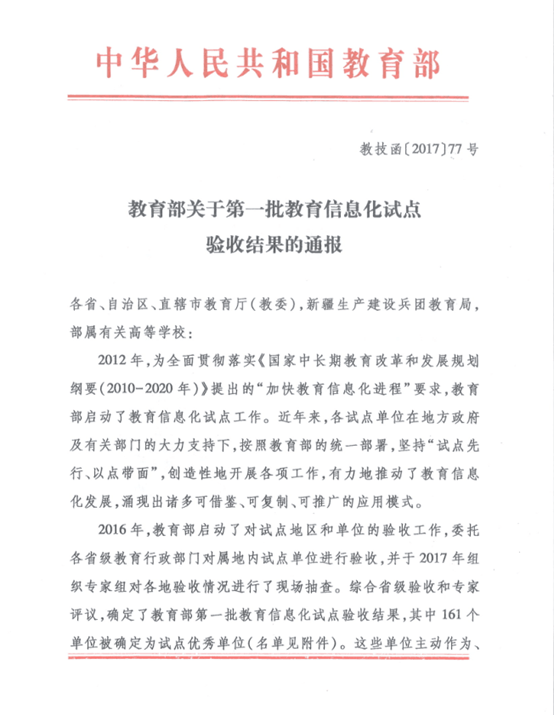 中华人民共和国教育部
教技函〔2017〕77号
教育部关于第一批教育信息化试点
验收结果的通报
各省、自治区、直辖市教育厅(教委),新疆生产建设兵团教育局,
部属有关高等学校:
2012年,为全面贯彻落实《国家中长期教育改革和发展规划
纲要(2010-2020年)》提出的“加快教育信息化进程”要求,教育
部启动了教育信息化试点工作。近年来,各试点单位在地方政府
及有关部门的大力支持下,按照教育部的统一部署,坚持“试点先
行、以点带面”,创造性地开展各项工作,有力地推动了教育信息
化发展,涌现出诸多可借鉴、可复制、可推广的应用模式。
2016年,教育部启动了对试点地区和单位的验收工作,委托
各省级教育行政部门对属地内试点单位进行验收,并于2017年组
织专家组对各地验收情况进行了现场抽查。综合省级验收和专家
评议,确定了教育部第一批教育信息化试点验收结果,其中161个
单位被确定为试点优秀单位(名单见附件)。这些单位主动作为、